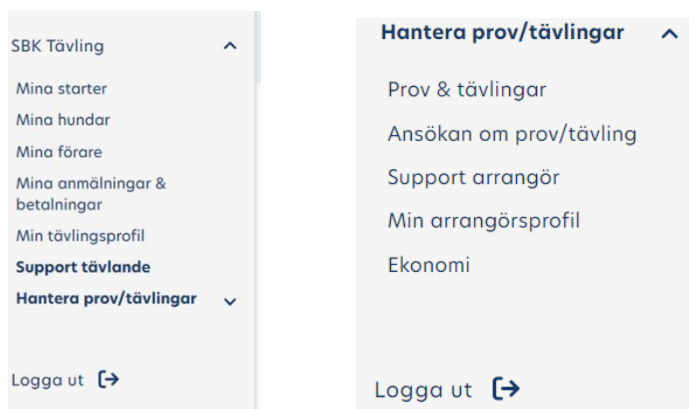 SBK Tävling
Mina starter
Mina hundar
Mina förare
Mina anmälningar &
betalningar
Min tävlingsprofil
Support tävlande
Hantera prov/tävlingar
Logga ut
Hantera prov/tävlingar
Prov & tävlingar
Ansökan om prov/tävling
Support arrangör
Min arrangörsprofil
Ekonomi
Logga ut